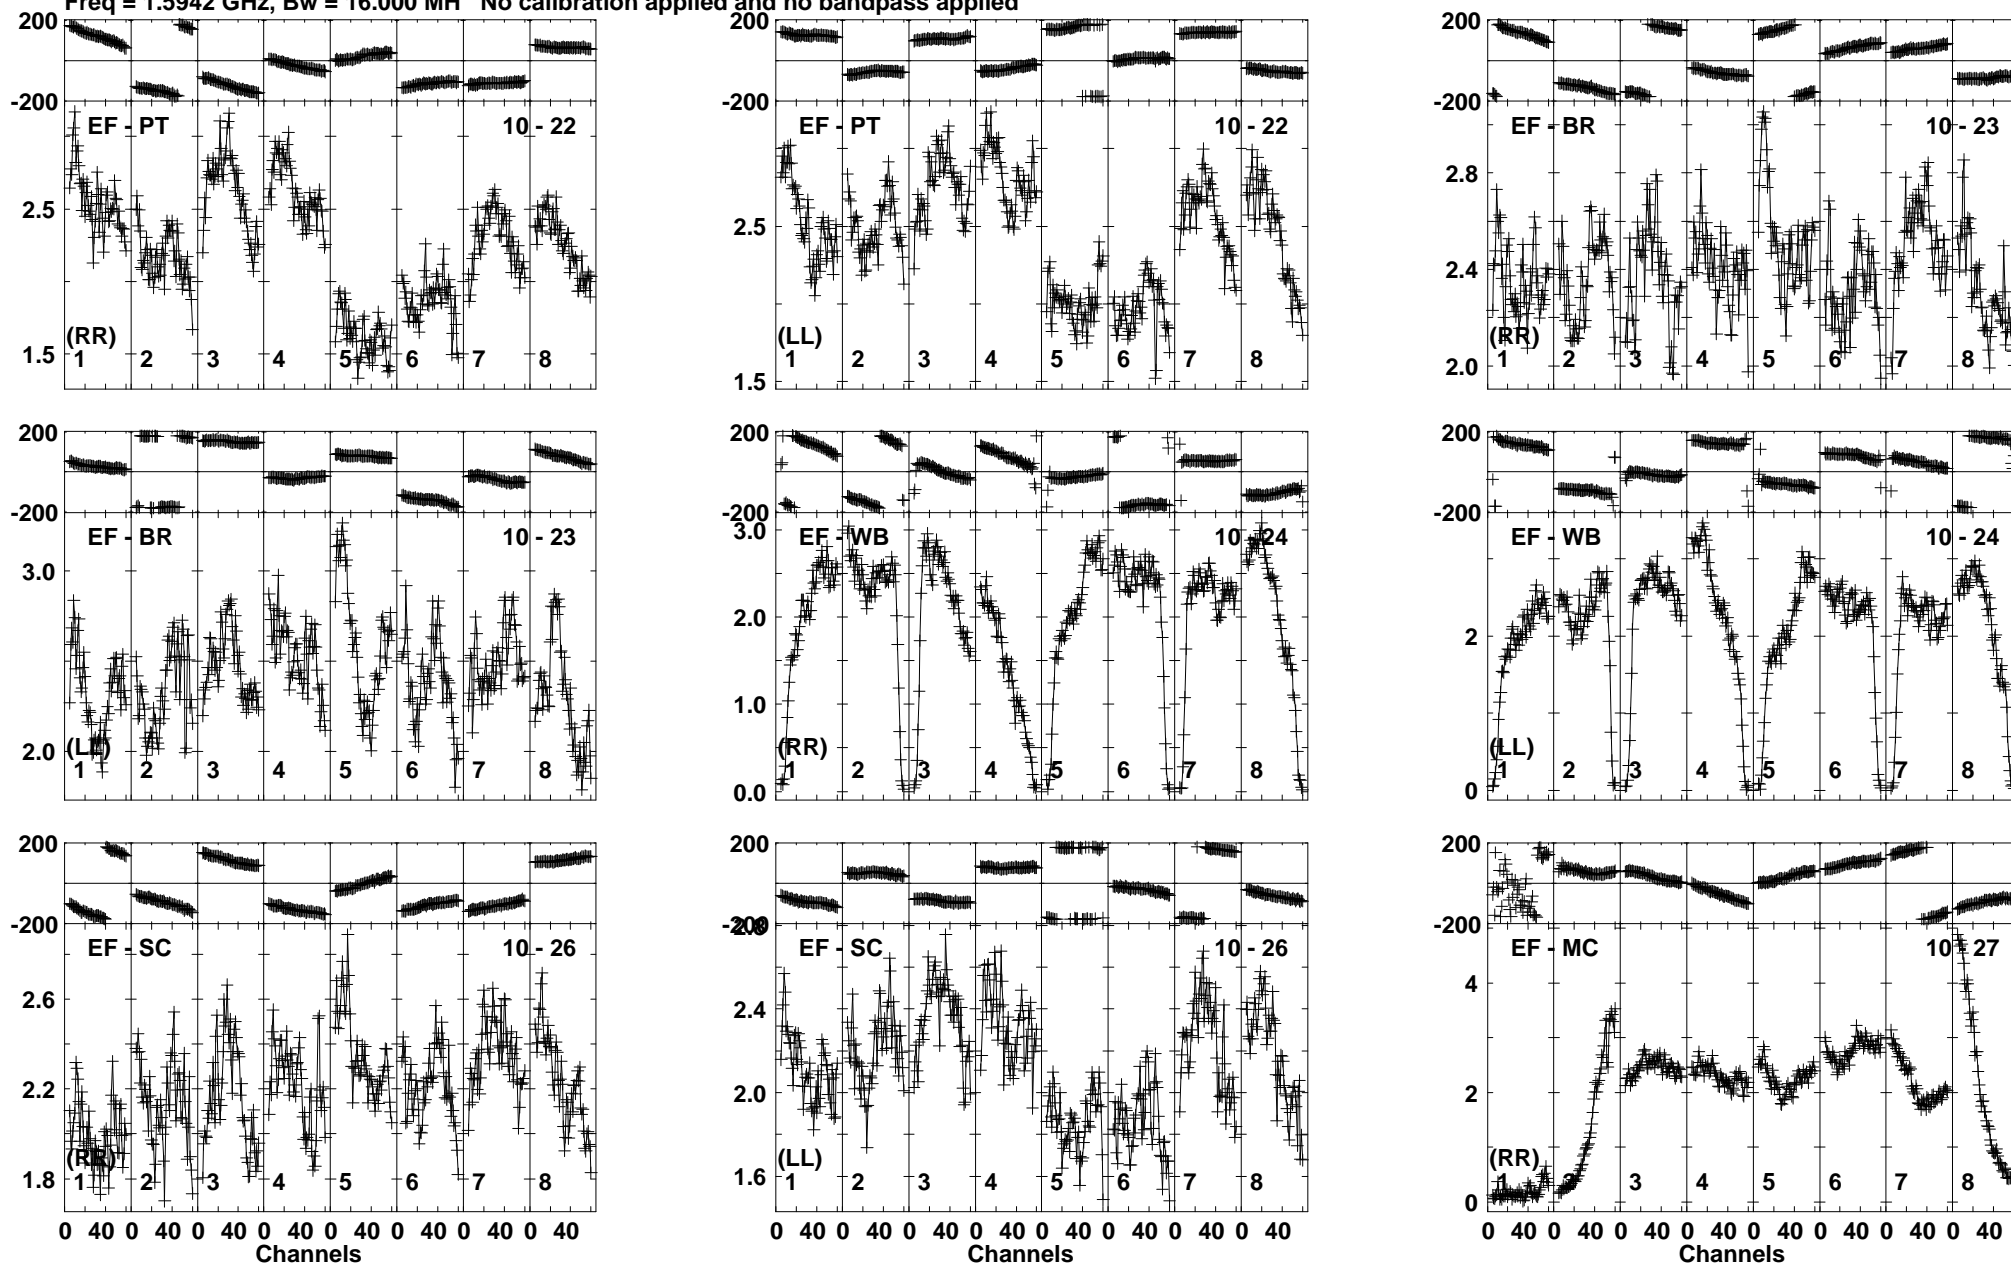 Freq = 1.5942 GHz, Bw = 16.000 MH No calibration applied and no bandpass applied
200 200 200
-200 -200 -200
EF - PT 10 - 22 EF - PT 10 - 22 EF - BR 10 - 23
2.8
2.5 2.5
2.4
(RR) (LL) (RR)
1.5 1 2 3 4 5 6 7 8 1 2 3 4 5 6 7 8 2.0 1 2 3 4 5 6 7 8
1.5
200 200 200
-200 -200 -200
EF - BR 10 - 23 3.0 EF - WB 10 - 24 EF - WB 10 - 24
3.0
2.0 2
1.0
2.0 (LL) (RR) (LL)
1 2 3 4 5 6 7 8 0.0 1 2 3 4 5 6 7 8 0 1 2 3 4 5 6 7 8
200 200 200
-200 -200 -200
2.8
EF - SC 10 - 26 EF - SC 10 - 26 EF - MC 10 - 27
2.6 2.4 4
2.2 2.0 2
(RR) (LL) (RR)
1.8 1 2 3 4 5 6 7 8 1.6 1 2 3 4 5 6 7 8 0 1 2 3 4 5 6 7 8
0 40 0 40 0 40 0 40 0 40 0 40 0 40 0 40 0 40 0 40 0 40 0 40 0 40 0 40 0 40 0 40 0 40 0 40 0 40 0 40 0 40 0 40 0 40 0 40
Channels Channels Channels